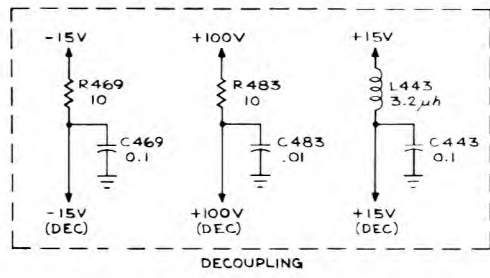 -15V
R469
10
C469
0.1
-15V
(DEC)
+100V
R483
10
C483
.01
+100V
(DEC)
+15V
L443
3.2μh
C443
0.1
+15V
(DEC)
DECOUPLING